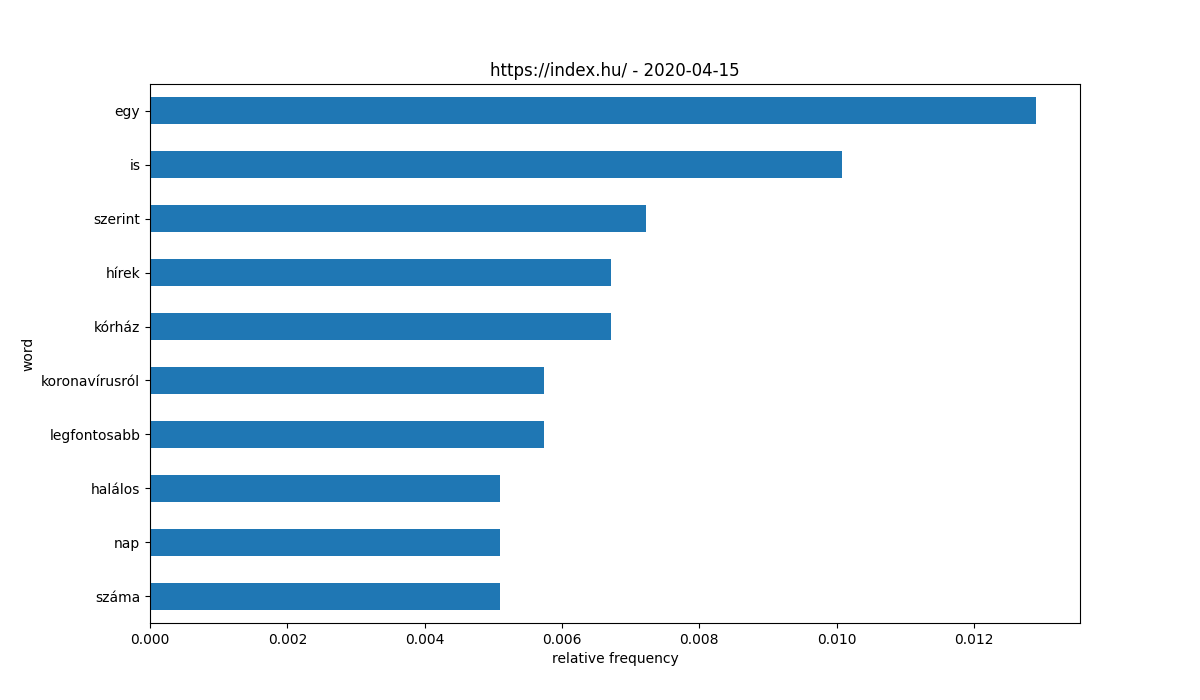 https://index.hu/ - 2020-04-15
egy
is
szerint
hírek
kórház
koronavírusról
legfontosabb
halálos
nap
száma
word
0.000 0.002 0.004 0.006 0.008 0.010 0.012
relative frequency